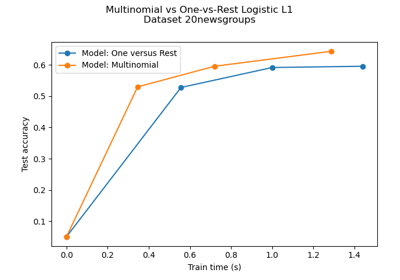 Multinomial vs One-vs-Rest Logistic L1
Dataset 20newsgroups
Model: One versus Rest
Model: Multinomial
0.6
0.5
0.4
0.3
0.2
0.1
Test accuracy
0.0 0.2 0.4 0.6 0.8 1.0 1.2 1.4
Train time (s)